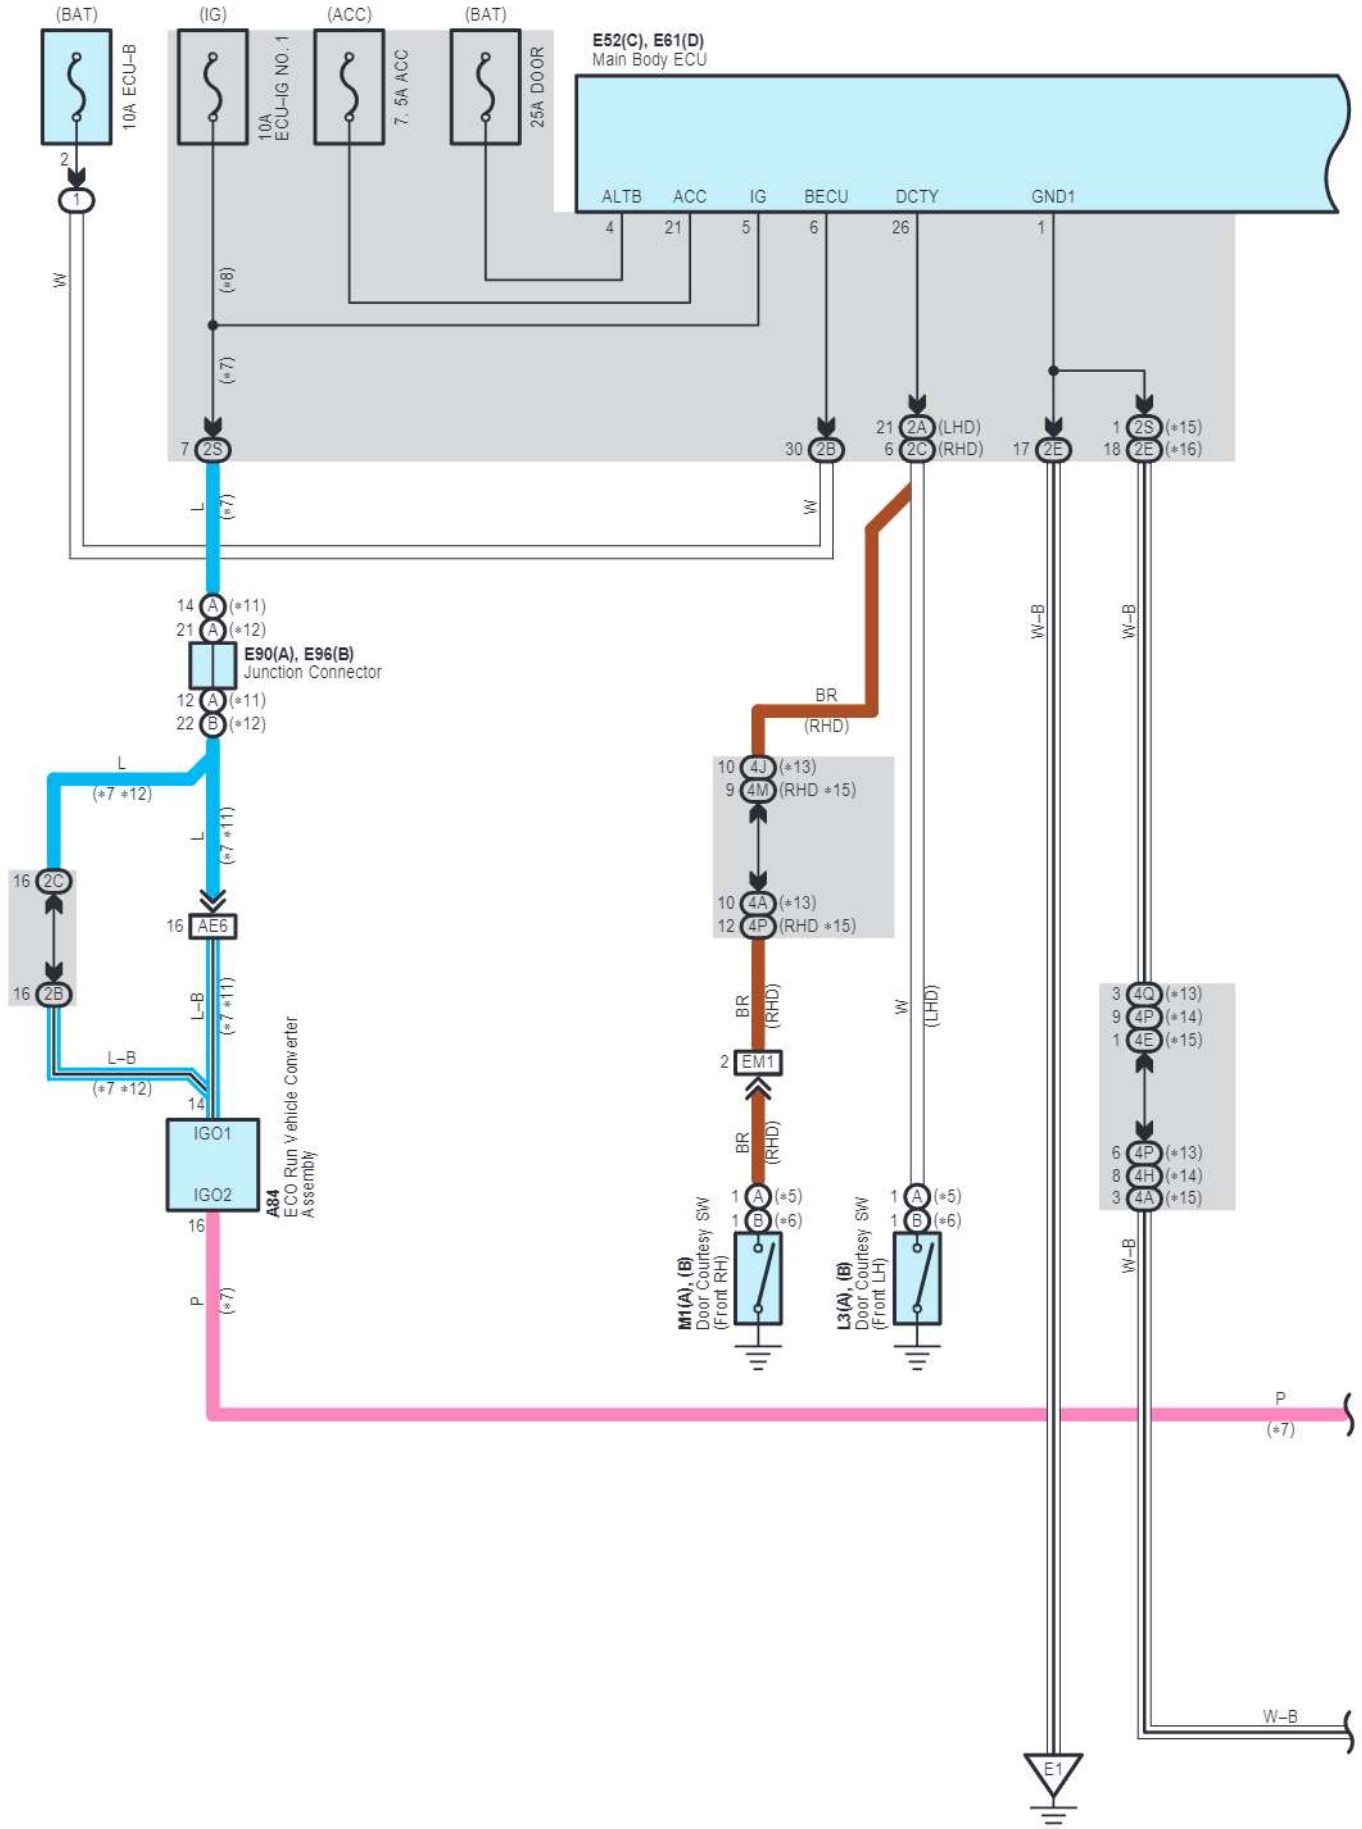 (BAT)
(IG)
(ACC)
(BAT)
10A ECU–B
10A
ECU–IG NO. 1
7. 5A ACC
25A DOOR
E52(C), E61(D)
Main Body ECU
ALTB
ACC
IG
BECU
DCTY
GND1
4
21
5
6
26
1
2
1
W
(*8)
(*7)
7 2S
30 2B
21 2A (LHD)
6 2C (RHD)
17 2E
1 2S (*15)
18 2E (*16)
L
(*7)
W
14 A (*11)
21 A (*12)
E90(A), E96(B)
Junction Connector
12 A (*11)
22 B (*12)
W–B
W–B
BR
(RHD)
L
(*7 *12)
L
(*7 *11)
10 4J (*13)
9 4M (RHD *15)
10 4A (*13)
12 4P (RHD *15)
16 2C
16 AE6
16 2B
L–B
(*7 *11)
L–B
(*7 *12)
14
IGO1
IGO2
16
A84
ECO Run Vehicle Converter
Assembly
BR
(RHD)
W
(LHD)
2 EM1
BR
(RHD)
3 4Q (*13)
9 4P (*14)
1 4E (*15)
6 4P (*13)
8 4H (*14)
3 4A (*15)
1 A (*5)
1 B (*6)
M1(A), (B)
Door Courtesy SW
(Front RH)
1 A (*5)
1 B (*6)
L3(A), (B)
Door Courtesy SW
(Front LH)
W–B
P
(*7)
P
(*7)
W–B
E1